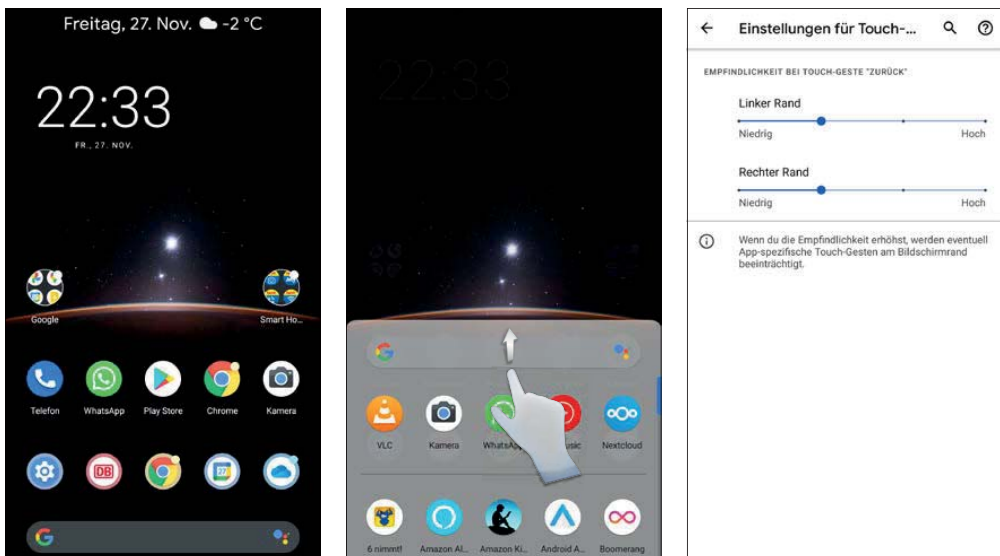 Freitag, 27. Nov. -2 °C
22:33
FR., 27. NOV.
Google
Smart Ho...
Telefon
WhatsApp
Play Store
Chrome
Kamera
DB
27
22:33
VLC
Kamera
WhatsApp
usic
Nextcloud
6 nimmt!
Amazon Al...
Amazon Ki...
Android A...
Boomerang
Einstellungen für Touch-...
EMPFINDLICHKEIT BEI TOUCH-GESTE "ZURÜCK"
Linker Rand
Niedrig
Hoch
Rechter Rand
Niedrig
Hoch
Wenn du die Empfindlichkeit erhöhst, werden eventuell
App-spezifische Touch-Gesten am Bildschirmrand
beeinträchtigt.